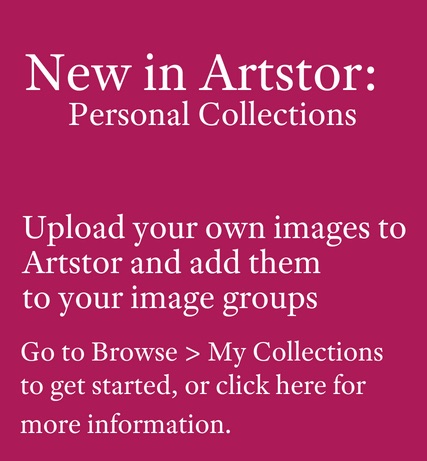 New in Artstor:
Personal Collections
Upload your own images to
Artstor and add them
to your image groups
Go to Browse > My Collections
to get started, or click here for
more information.